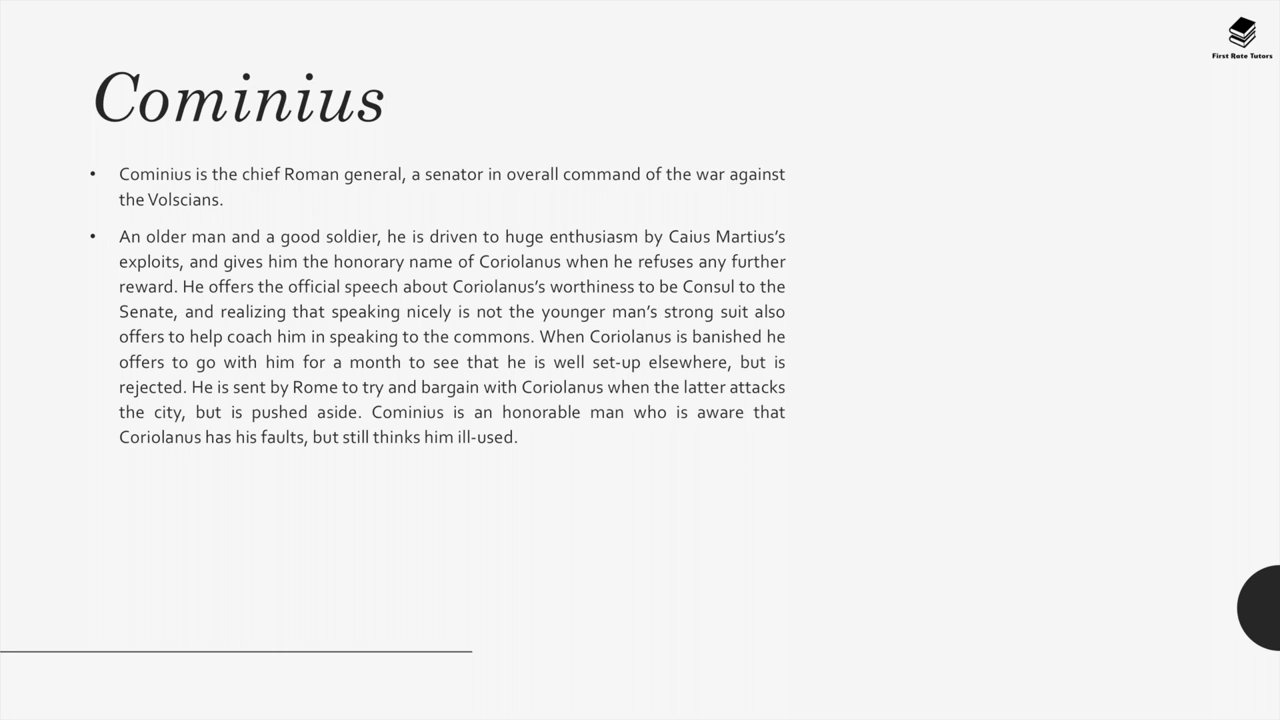 First Rate Tutors
Cominius
• Cominius is the chief Roman general, a senator in overall command of the war against
the Volscians.
• An older man and a good soldier, he is driven to huge enthusiasm by Caius Martius’s
exploits, and gives him the honorary name of Coriolanus when he refuses any further
reward. He offers the official speech about Coriolanus’s worthiness to be Consul to the
Senate, and realizing that speaking nicely is not the younger man’s strong suit also
offers to help coach him in speaking to the commons. When Coriolanus is banished he
offers to go with him for a month to see that he is well set-up elsewhere, but is
rejected. He is sent by Rome to try and bargain with Coriolanus when the latter attacks
the city, but is pushed aside. Cominius is an honorable man who is aware that
Coriolanus has his faults, but still thinks him ill-used.